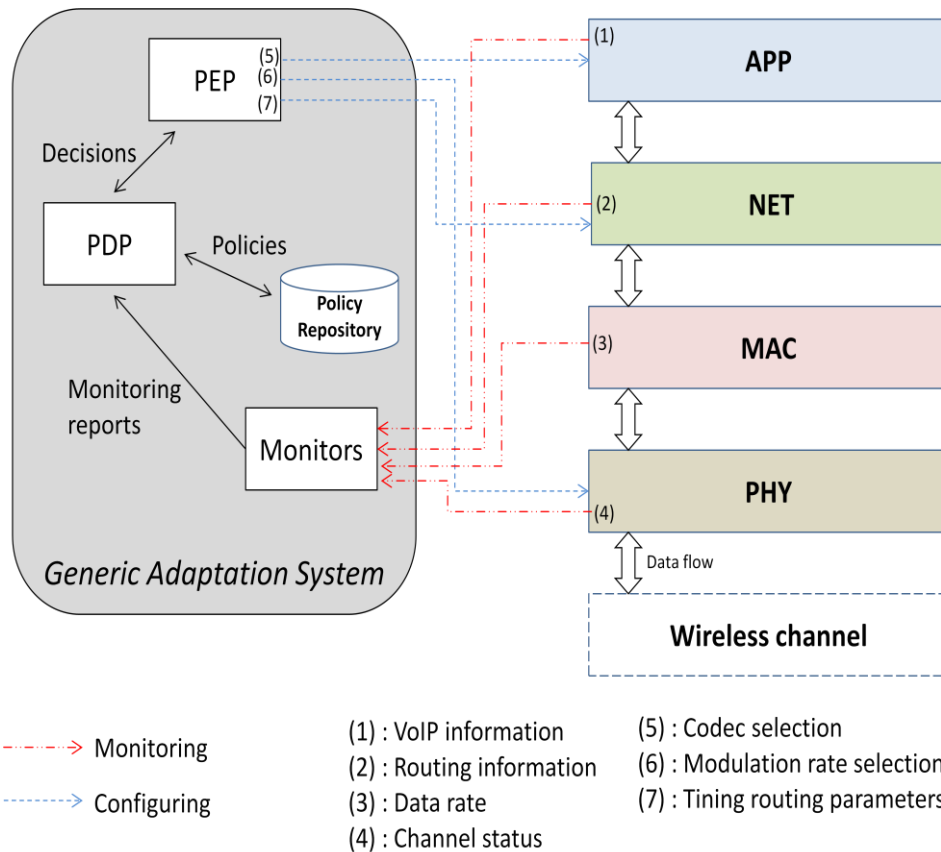 (1)
APP
PEP
(5)
(6)
(7)
Decisions
(2)
NET
PDP
Policies
Policy
Repository
(3)
MAC
Monitoring
reports
Monitors
PHY
(4)
Generic Adaptation System
Data flow
Wireless channel
Monitoring
Configuring
(1) : VoIP information
(2) : Routing information
(3) : Data rate
(4) : Channel status
(5) : Codec selection
(6) : Modulation rate selection
(7) : Tining routing parameters